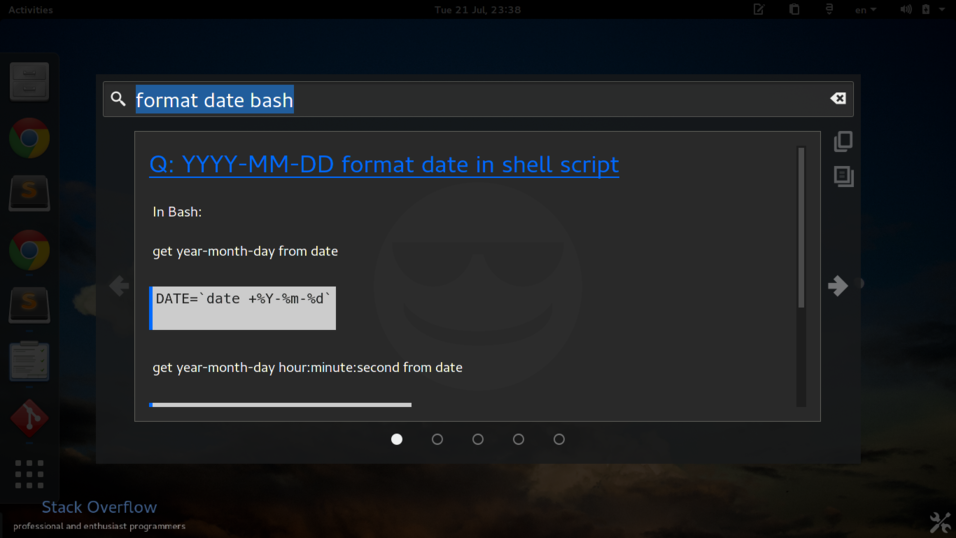 Activities
Tue 21 Jul, 23:38
en
format date bash
Q: YYYY-MM-DD format date in shell script
In Bash:
get year-month-day from date
DATE=`date +%Y-%m-%d`
get year-month-day hour:minute:second from date
Stack Overflow
professional and enthusiast programmers